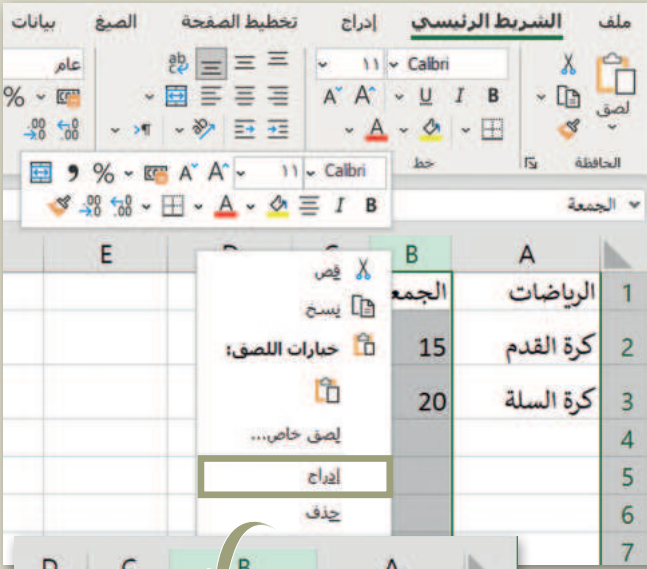 ملف الشريط الرئيسي إدراج تخطيط الصفحة الصيغ بيانات
لصق
Calibri ١١
B I U A A
عام
ab
%
A
الحافظة خط
Calibri ١١ A A % ,
B I A
الجمعة
A B E
1 الرياضات الجمع
2 كرة القدم 15
3 كرة السلة 20
4
5
6
7
قص
نسخ
خيارات اللصق:
لصق خاص...
إدراج
حذف
A B C D